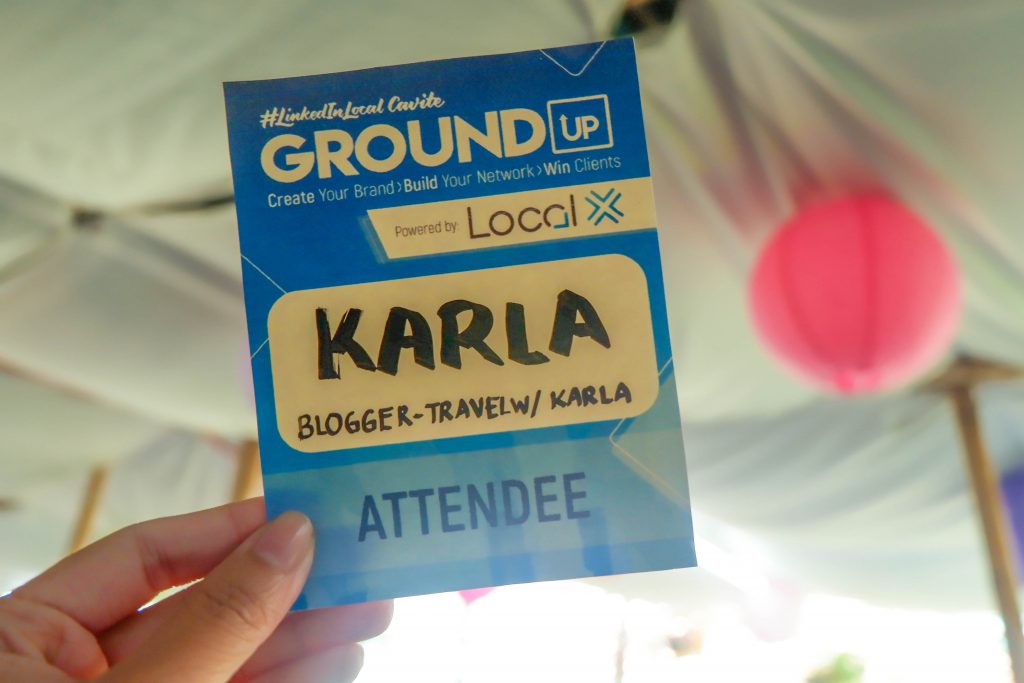 #LinkedInLocal Cavite
GROUND UP
Create Your Brand › Build Your Network › Win Clients
Powered by: Local X
KARLA
BLOGGER-TRAVELW/ KARLA
ATTENDEE